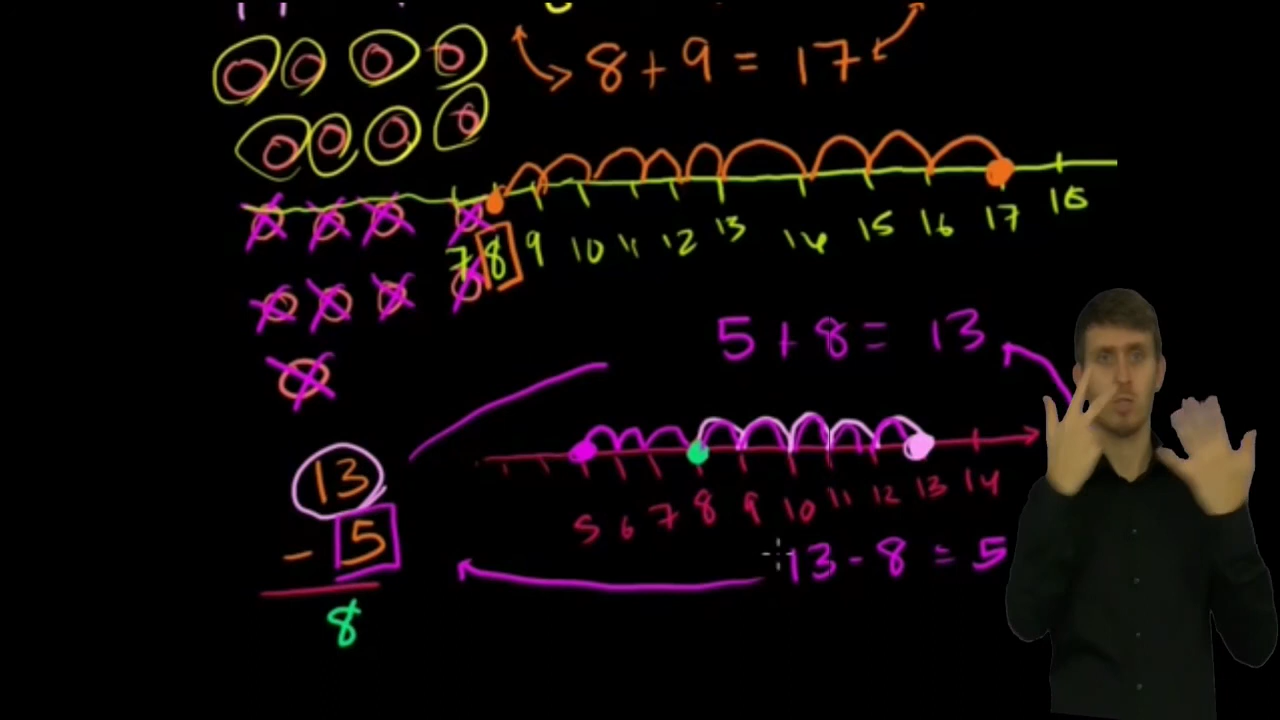 8 + 9 = 17
7 8 9 10 11 12 13 14 15 16 17 18
5 + 8 = 13
13
- 5
8
5 6 7 8 9 10 11 12 13 14
13 - 8 = 5